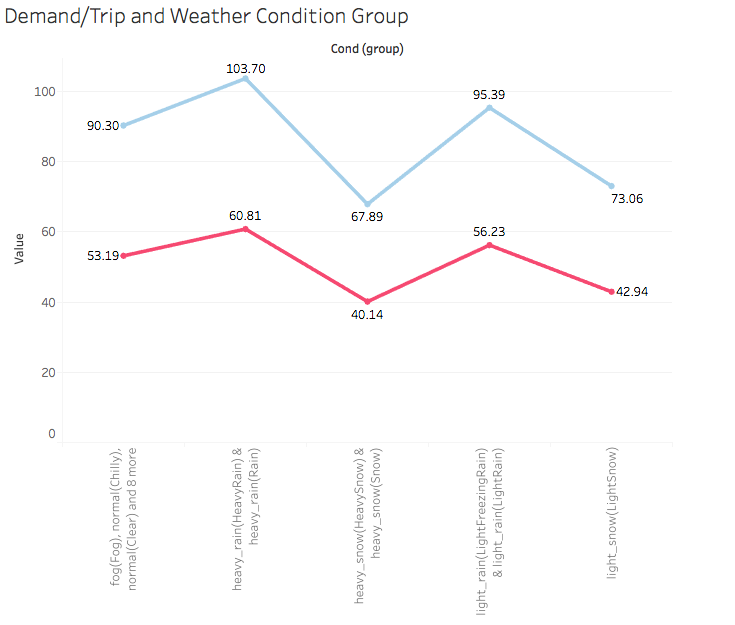 Demand/Trip and Weather Condition Group
Cond (group)
Value
100
80
60
40
20
0
90.30
103.70
67.89
95.39
73.06
53.19
60.81
40.14
56.23
42.94
fog(Fog), normal(Chilly),
normal(Clear) and 8 more
heavy_rain(HeavyRain) &
heavy_rain(Rain)
heavy_snow(HeavySnow) &
heavy_snow(Snow)
light_rain(LightFreezingRain)
& light_rain(LightRain)
light_snow(LightSnow)